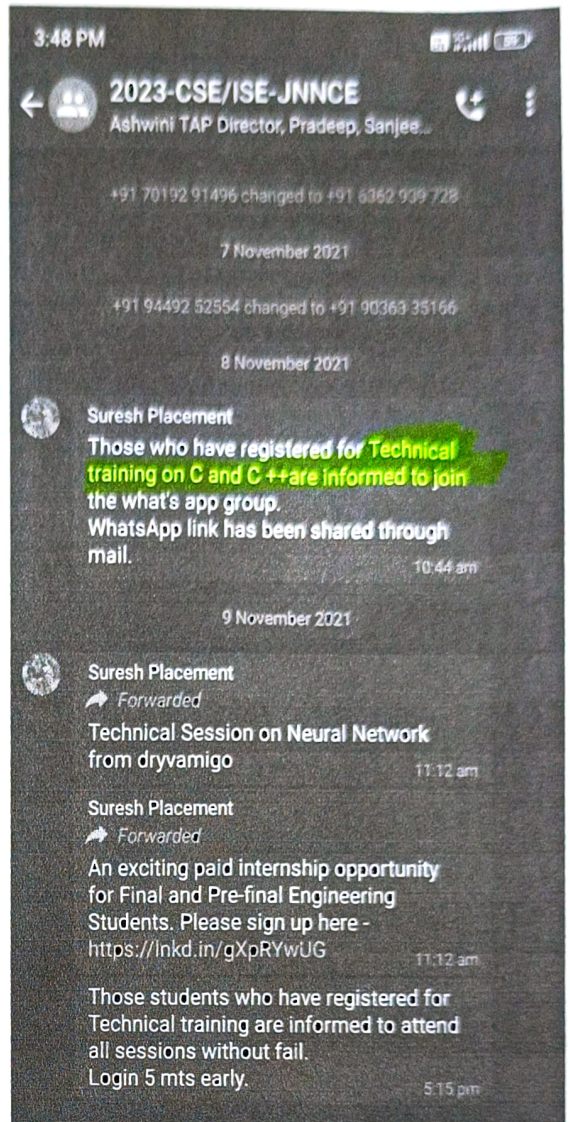 3:48 PM
2023-CSE/ISE-JNNCE
Ashwini TAP Director, Pradeep, Sanjee...
+91 70192 91496 changed to +91 6362 939 728
7 November 2021
+91 94492 52554 changed to +91 90363 35166
8 November 2021
Suresh Placement
Those who have registered for Technical
training on C and C ++are informed to join
the what's app group.
WhatsApp link has been shared through
mail.
10:44 am
9 November 2021
Suresh Placement
Forwarded
Technical Session on Neural Network
from dryvamigo
11:12 am
Suresh Placement
Forwarded
An exciting paid internship opportunity
for Final and Pre-final Engineering
Students. Please sign up here -
https://lnkd.in/gXpRYwUG
11:12 am
Those students who have registered for
Technical training are informed to attend
all sessions without fail.
Login 5 mts early.
5:15 pm